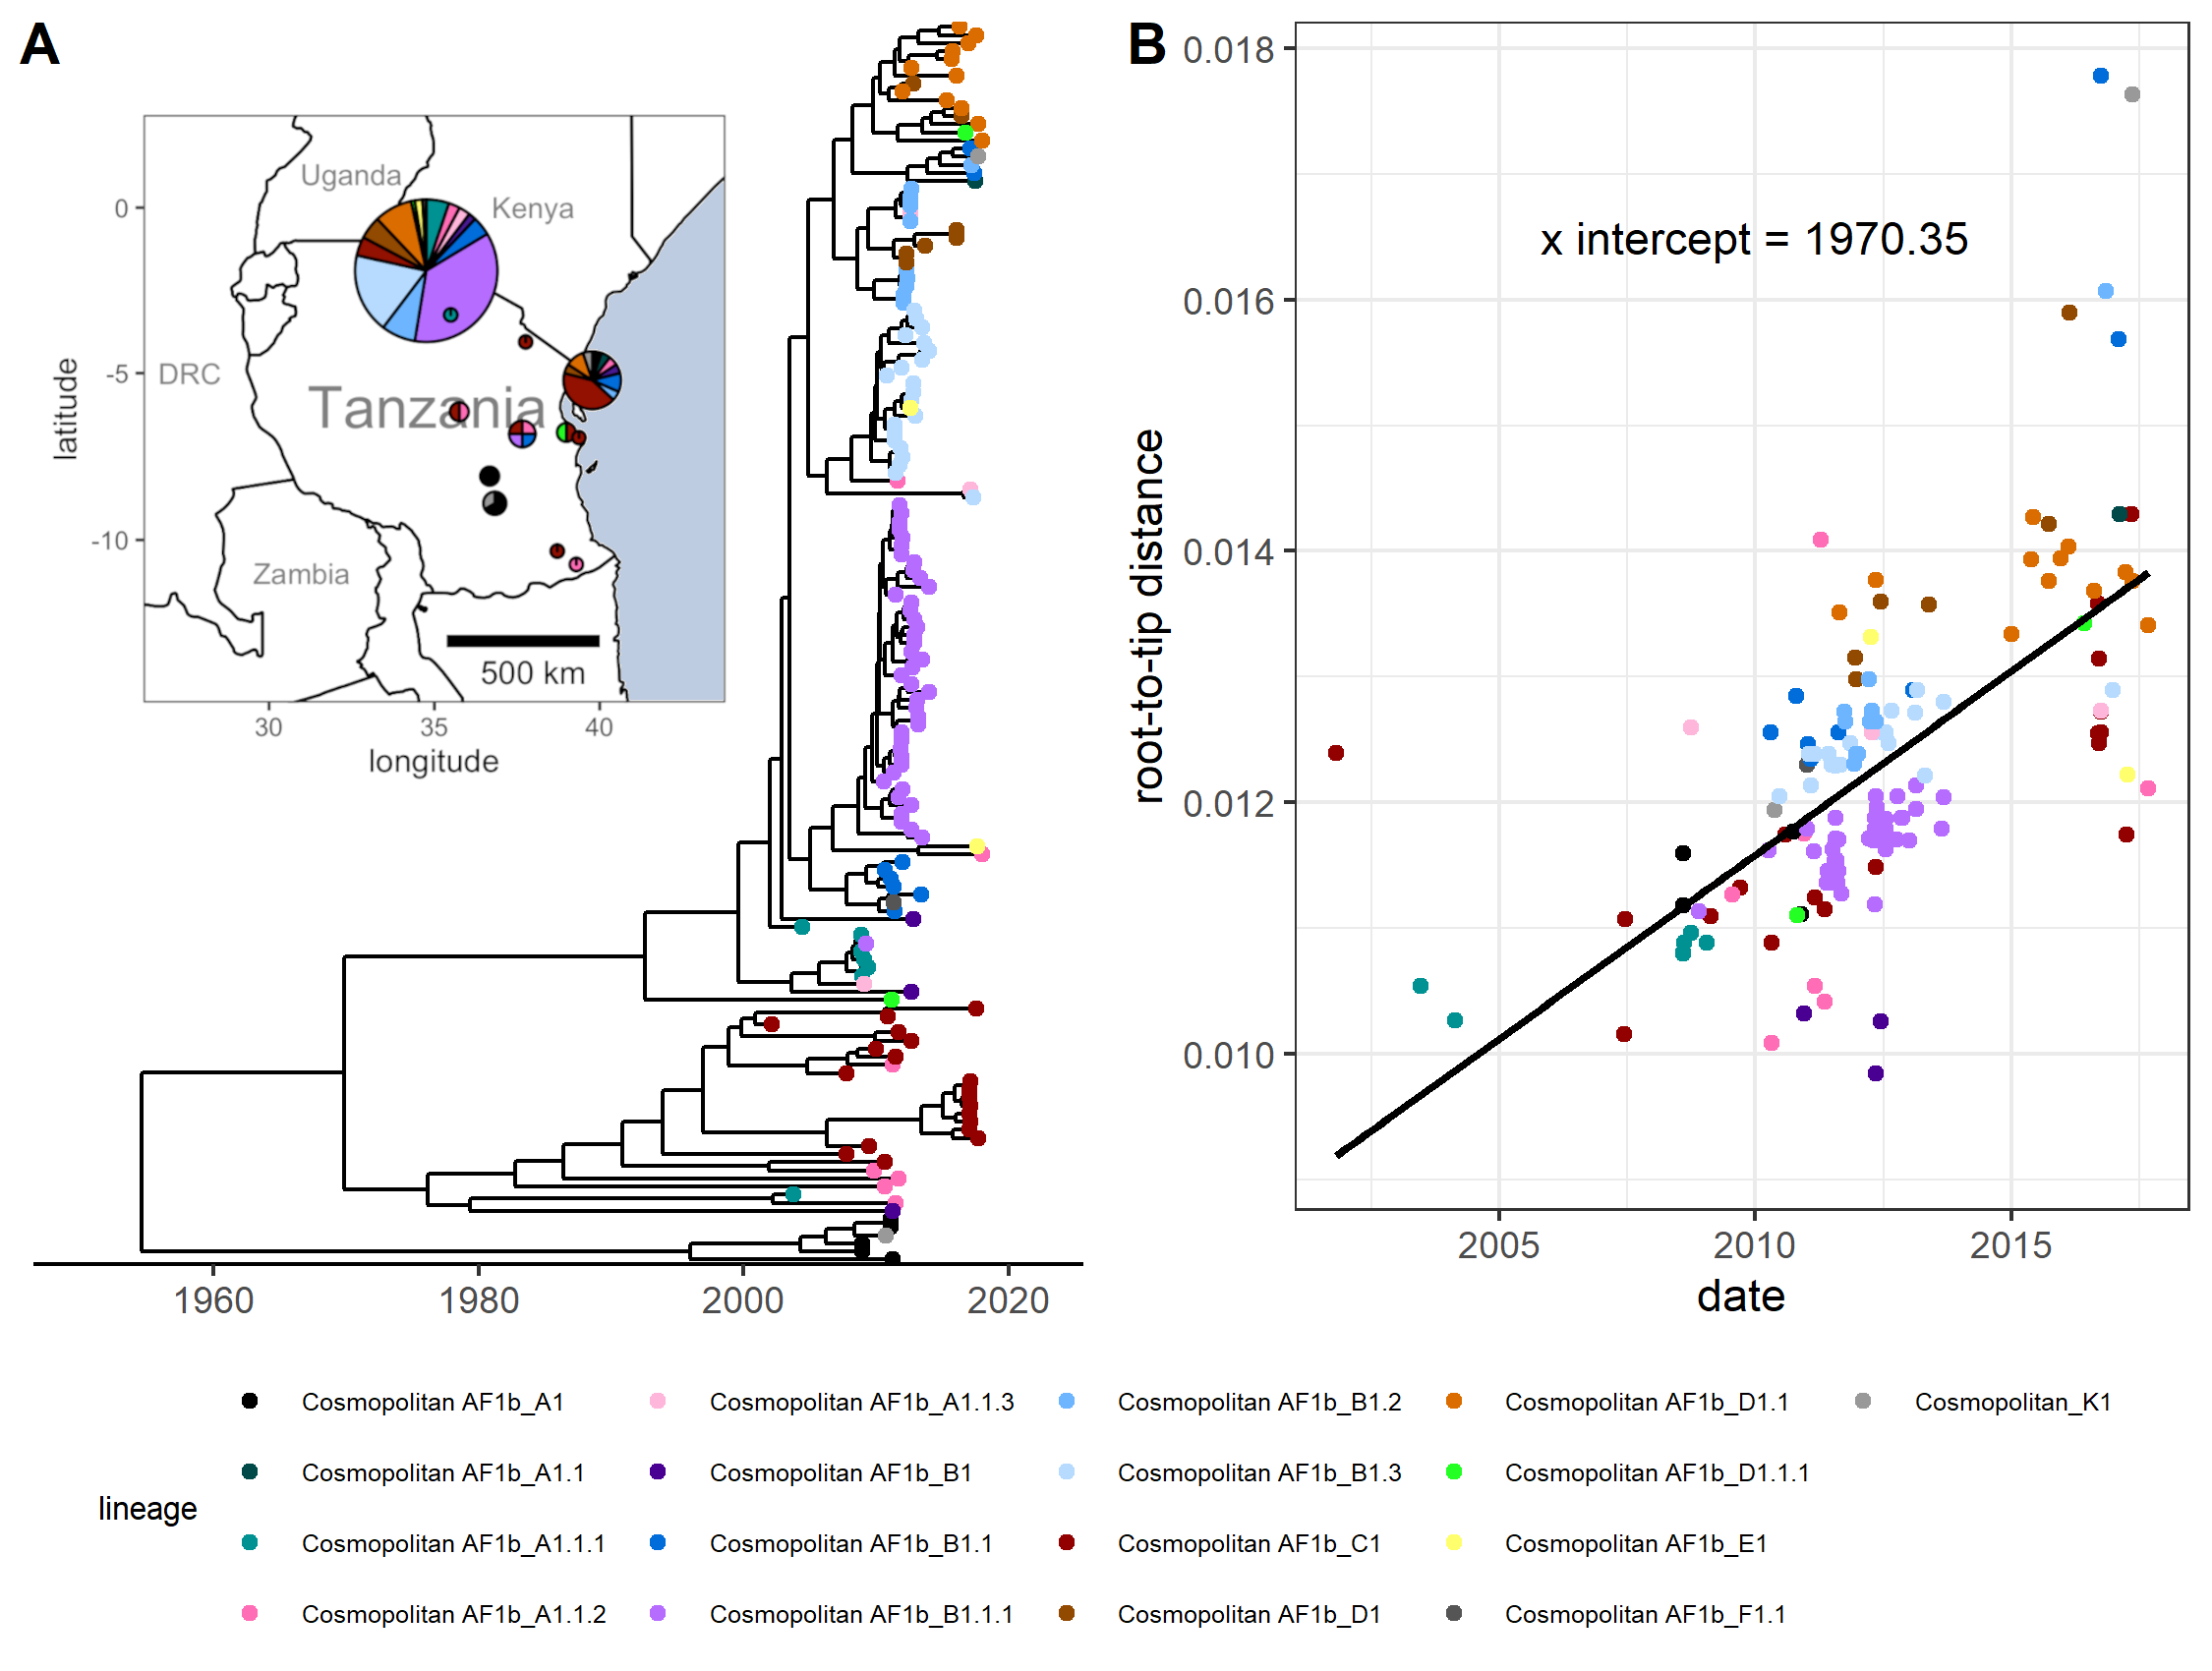 A
Uganda
Kenya
DRC
Tanzania
Zambia
500 km
0
-5
-10
latitude
30
35
40
longitude
1960
1980
2000
2020
B
x intercept = 1970.35
0.018
0.016
0.014
0.012
0.010
root-to-tip distance
2005
2010
2015
date
lineage
Cosmopolitan AF1b_A1
Cosmopolitan AF1b_A1.1
Cosmopolitan AF1b_A1.1.1
Cosmopolitan AF1b_A1.1.2
Cosmopolitan AF1b_A1.1.3
Cosmopolitan AF1b_B1
Cosmopolitan AF1b_B1.1
Cosmopolitan AF1b_B1.1.1
Cosmopolitan AF1b_B1.2
Cosmopolitan AF1b_B1.3
Cosmopolitan AF1b_C1
Cosmopolitan AF1b_D1
Cosmopolitan AF1b_D1.1
Cosmopolitan AF1b_D1.1.1
Cosmopolitan AF1b_E1
Cosmopolitan AF1b_F1.1
Cosmopolitan_K1